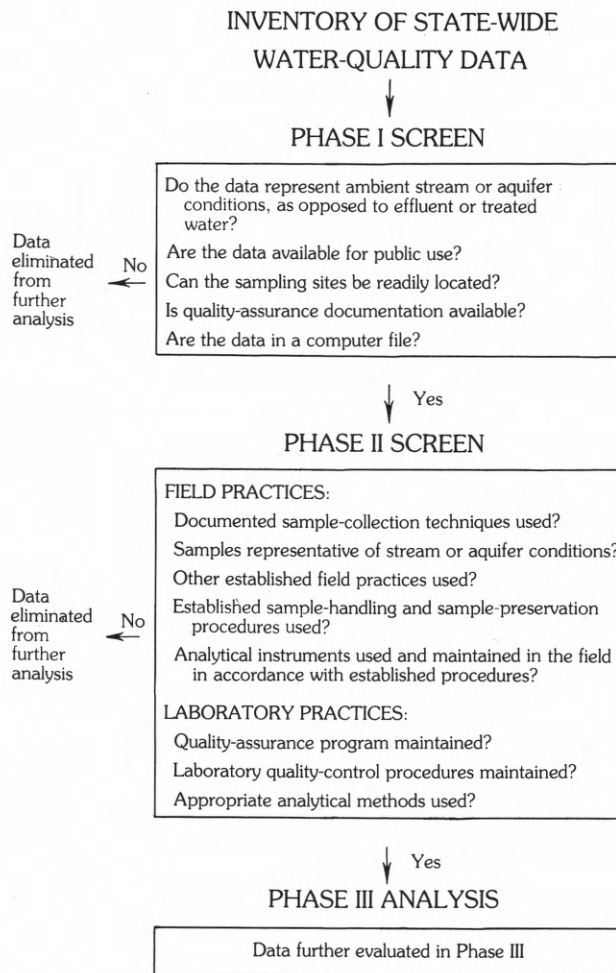 INVENTORY OF STATE-WIDE
WATER-QUALITY DATA
PHASE I SCREEN
Do the data represent ambient stream or aquifer
conditions, as opposed to effluent or treated
water?
Are the data available for public use?
Can the sampling sites be readily located?
Is quality-assurance documentation available?
Are the data in a computer file?
No
Data
eliminated
from
further
analysis
Yes
PHASE II SCREEN
FIELD PRACTICES:
Documented sample-collection techniques used?
Samples representative of stream or aquifer conditions?
Other established field practices used?
Established sample-handling and sample-preservation
procedures used?
Analytical instruments used and maintained in the field
in accordance with established procedures?
LABORATORY PRACTICES:
Quality-assurance program maintained?
Laboratory quality-control procedures maintained?
Appropriate analytical methods used?
No
Data
eliminated
from
further
analysis
Yes
PHASE III ANALYSIS
Data further evaluated in Phase III